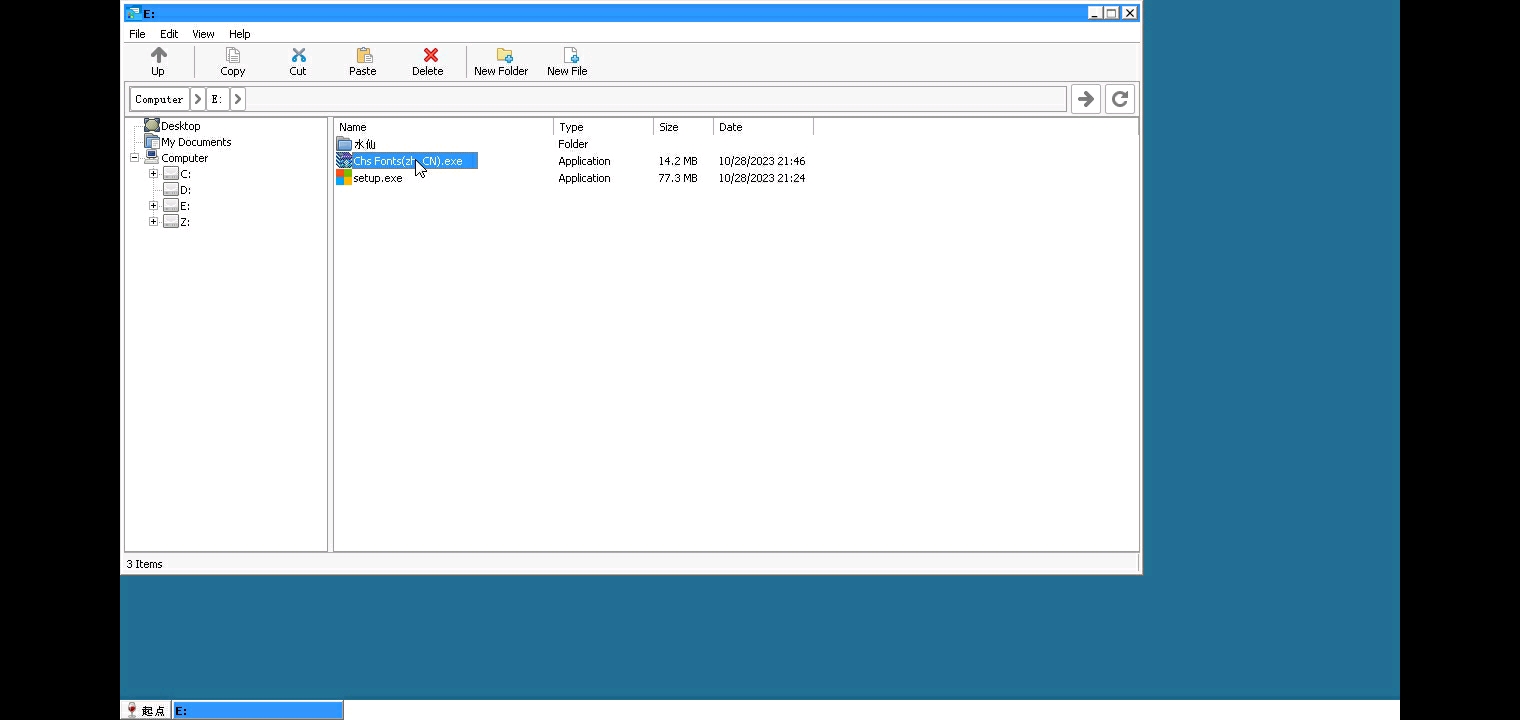 E:
File Edit View Help
Up Copy Cut Paste Delete New Folder New File
Computer E:
Desktop
My Documents
Computer
C:
D:
E:
Z:
Name Type Size Date
水仙 Folder
Chs Fonts(zh_CN).exe Application 14.2 MB 10/28/2023 21:46
setup.exe Application 77.3 MB 10/28/2023 21:24
3 Items
起点 E: